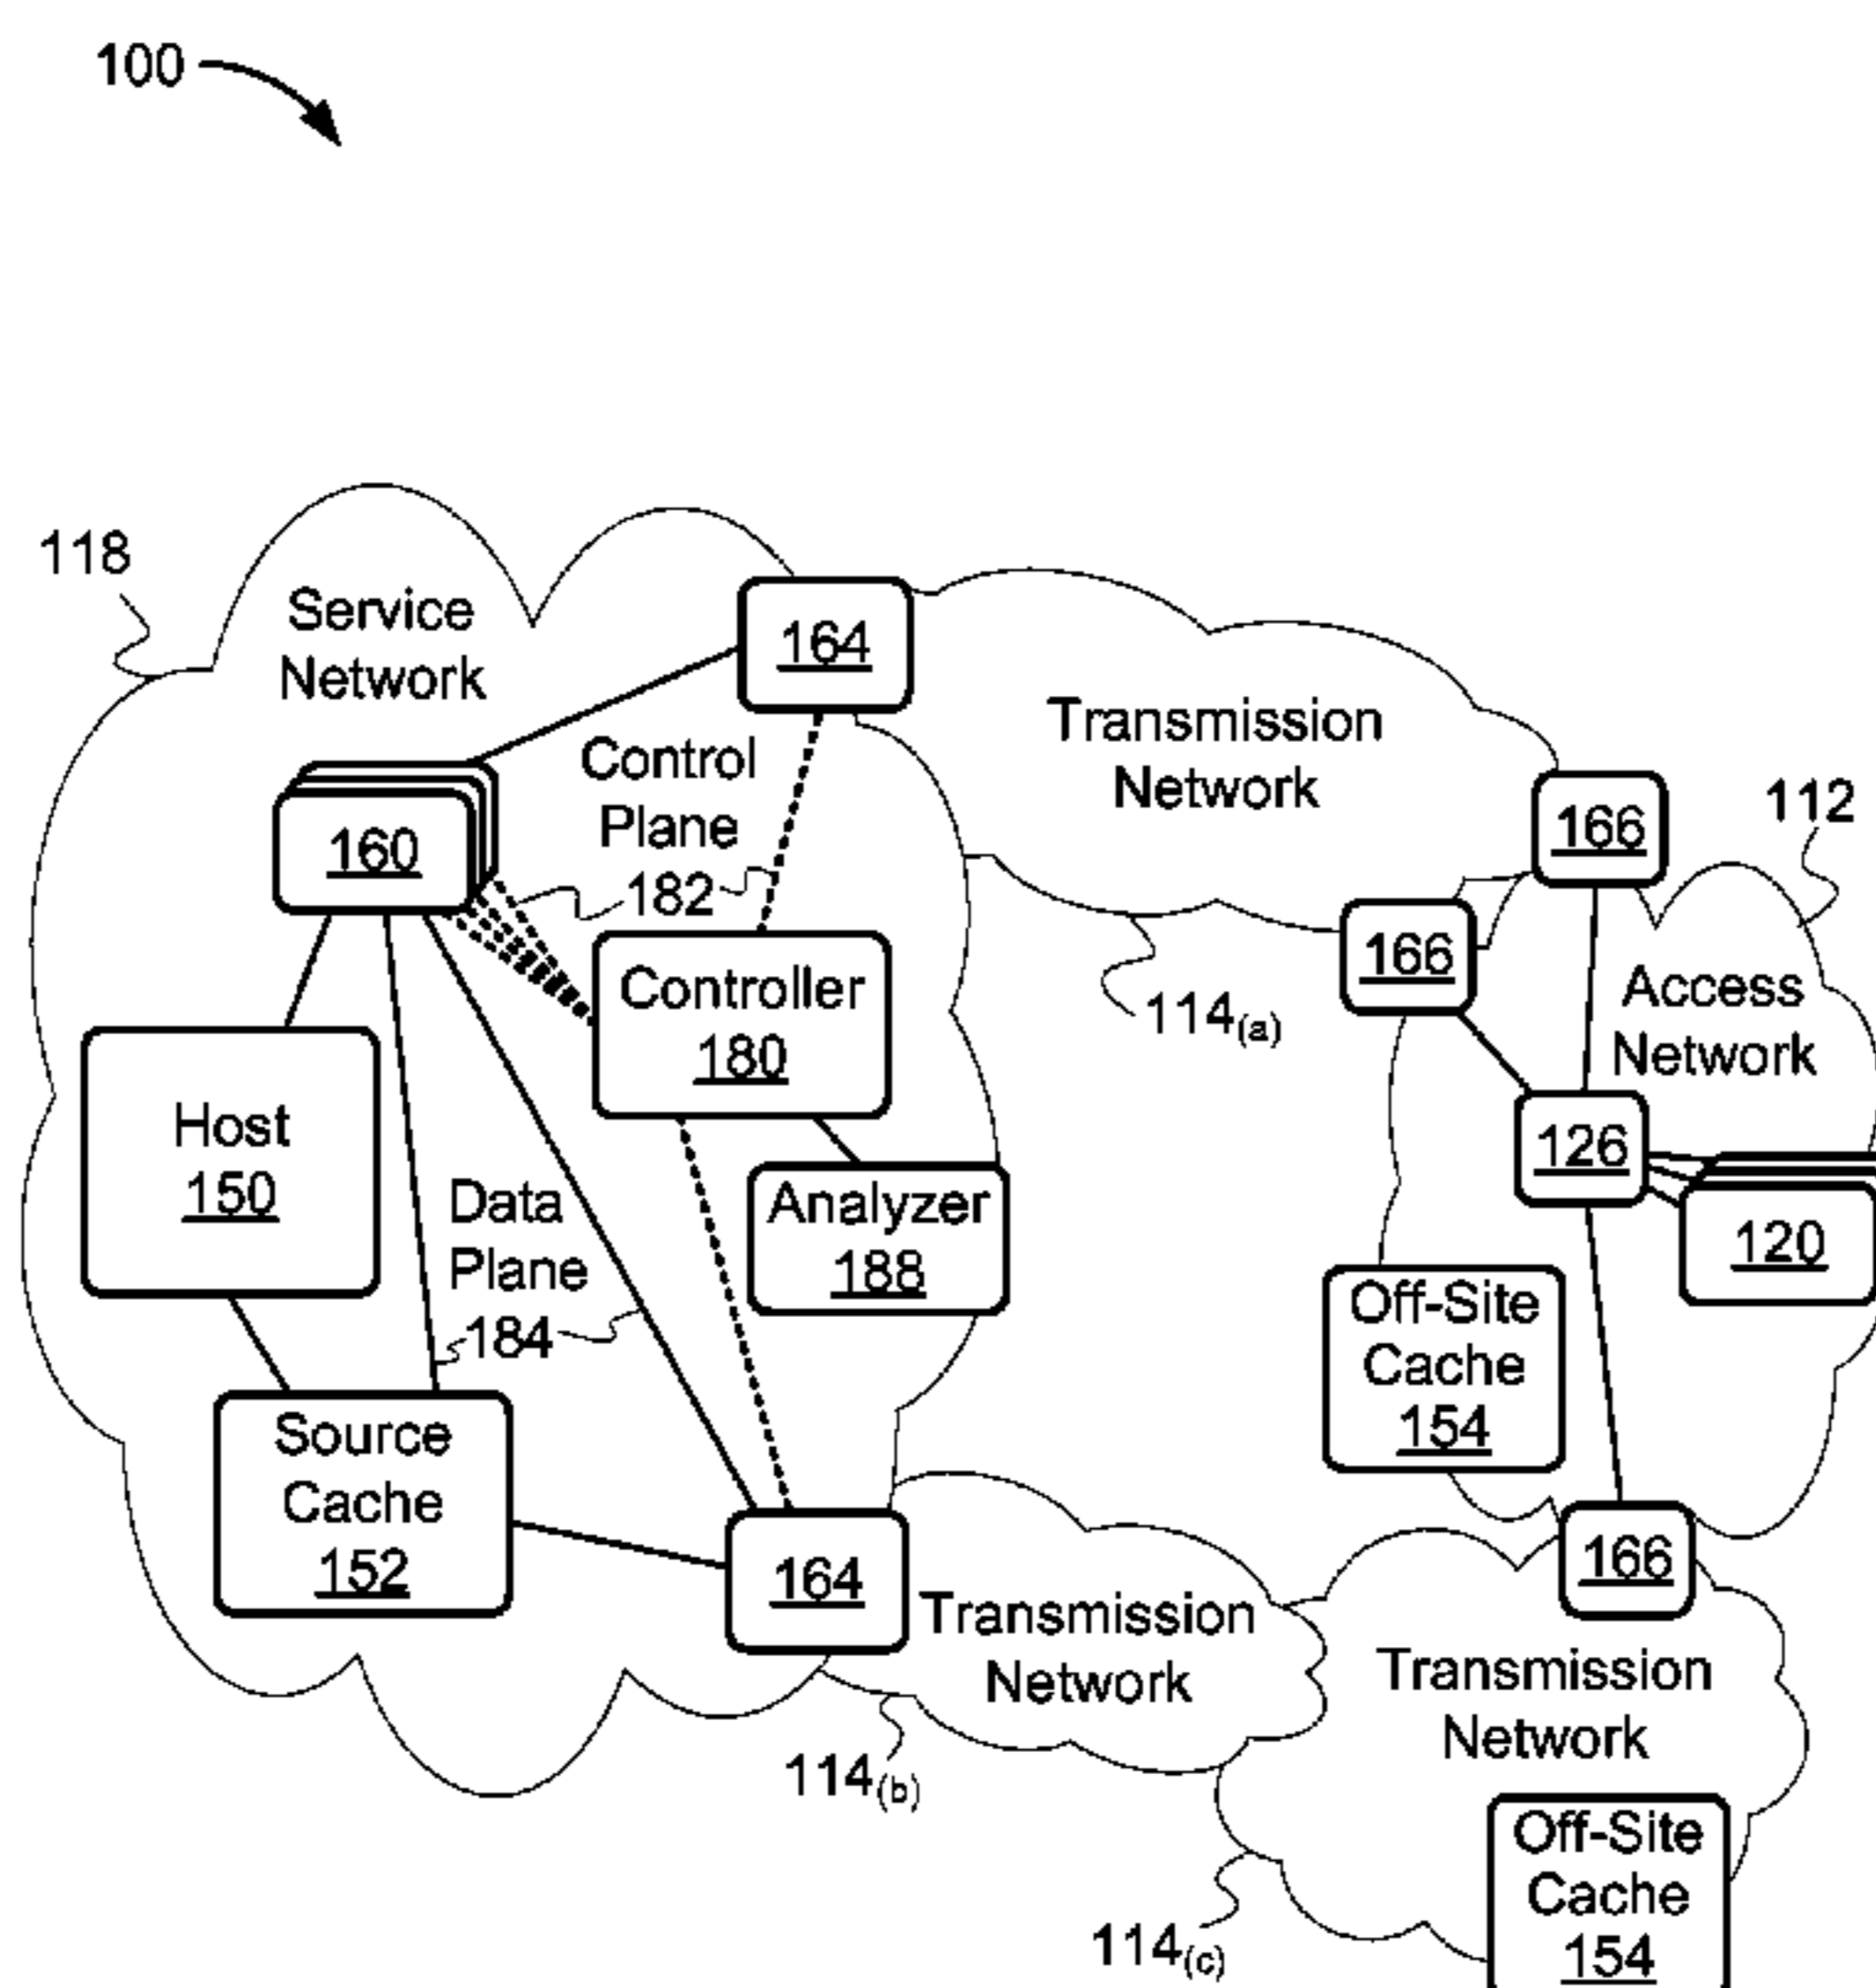 100
118
Service
Network
164
Transmission
Network
Control
Plane
182
160
166
112
166
114(a)
Access
Network
Controller
180
Host
150
126
Data
Plane
184
Analyzer
188
120
Off-Site
Cache
154
Source
Cache
152
164
Transmission
Network
114(b)
166
Transmission
Network
Off-Site
Cache
154
114(c)